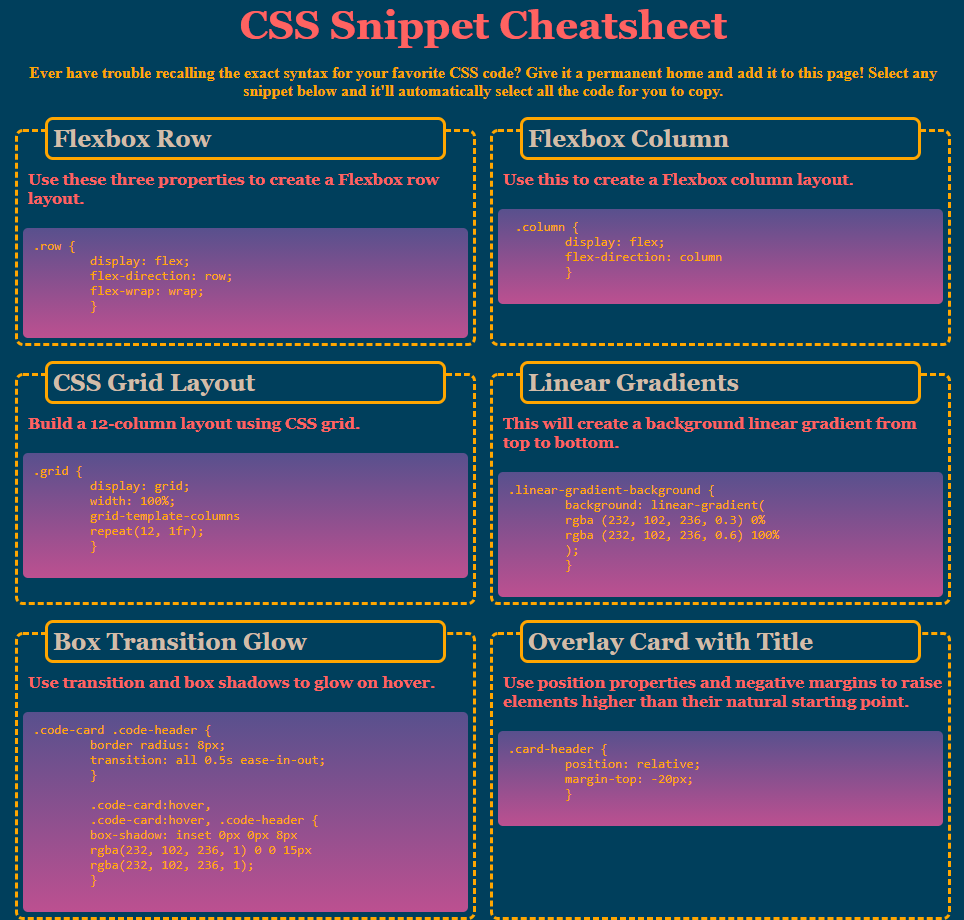 CSS Snippet Cheatsheet
Ever have trouble recalling the exact syntax for your favorite CSS code? Give it a permanent home and add it to this page! Select any
snippet below and it'll automatically select all the code for you to copy.
Flexbox Row
Use these three properties to create a Flexbox row
layout.
.row {
display: flex;
flex-direction: row;
flex-wrap: wrap;
}
Flexbox Column
Use this to create a Flexbox column layout.
.column {
display: flex;
flex-direction: column
}
CSS Grid Layout
Build a 12-column layout using CSS grid.
.grid {
display: grid;
width: 100%;
grid-template-columns
repeat(12, 1fr);
}
Linear Gradients
This will create a background linear gradient from
top to bottom.
.linear-gradient-background {
background: linear-gradient(
rgba (232, 102, 236, 0.3) 0%
rgba (232, 102, 236, 0.6) 100%
);
}
Box Transition Glow
Use transition and box shadows to glow on hover.
.code-card .code-header {
border radius: 8px;
transition: all 0.5s ease-in-out;
}
.code-card:hover,
.code-card:hover, .code-header {
box-shadow: inset 0px 0px 8px
rgba(232, 102, 236, 1) 0 0 15px
rgba(232, 102, 236, 1);
}
Overlay Card with Title
Use position properties and negative margins to raise
elements higher than their natural starting point.
.card-header {
position: relative;
margin-top: -20px;
}